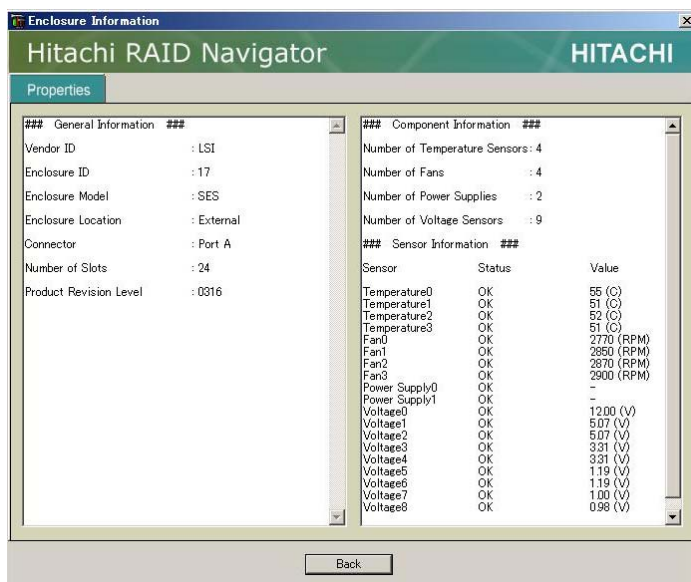 Enclosure Information
Hitachi RAID Navigator
HITACHI
Properties
### General Information ###
Vendor ID : LSI
Enclosure ID : 17
Enclosure Model : SES
Enclosure Location : External
Connector : Port A
Number of Slots : 24
Product Revision Level : 0316
### Component Information ###
Number of Temperature Sensors: 4
Number of Fans : 4
Number of Power Supplies : 2
Number of Voltage Sensors : 9
### Sensor Information ###
Sensor Status Value
Temperature0 OK 55 (C)
Temperature1 OK 51 (C)
Temperature2 OK 52 (C)
Temperature3 OK 51 (C)
Fan0 OK 2770 (RPM)
Fan1 OK 2850 (RPM)
Fan2 OK 2870 (RPM)
Fan3 OK 2900 (RPM)
Power Supply0 OK -
Power Supply1 OK -
Voltage0 OK 12.00 (V)
Voltage1 OK 5.07 (V)
Voltage2 OK 5.07 (V)
Voltage3 OK 3.31 (V)
Voltage4 OK 3.31 (V)
Voltage5 OK 1.19 (V)
Voltage6 OK 1.19 (V)
Voltage7 OK 1.00 (V)
Voltage8 OK 0.98 (V)
Back